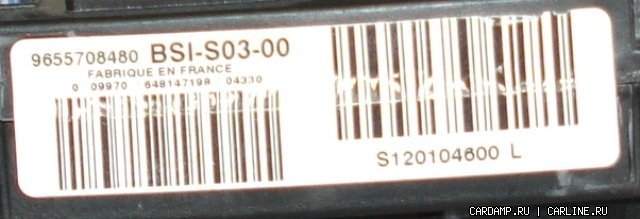 9655708480 BSI-S03-00
FABRIQUE EN FRANCE
0 09970 648147198 04330
S120104600 L
CARDAMP.RU | CARLINE.RU